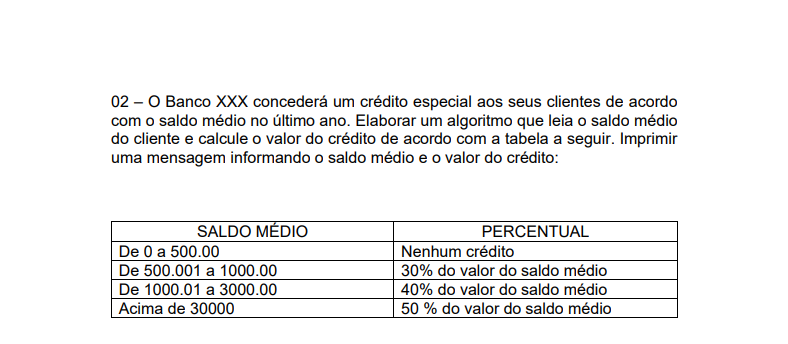 02 – O Banco XXX concederá um crédito especial aos seus clientes de acordo
com o saldo médio no último ano. Elaborar um algoritmo que leia o saldo médio
do cliente e calcule o valor do crédito de acordo com a tabela a seguir. Imprimir
uma mensagem informando o saldo médio e o valor do crédito:
SALDO MÉDIO PERCENTUAL
De 0 a 500.00 Nenhum crédito
De 500.001 a 1000.00 30% do valor do saldo médio
De 1000.01 a 3000.00 40% do valor do saldo médio
Acima de 30000 50 % do valor do saldo médio